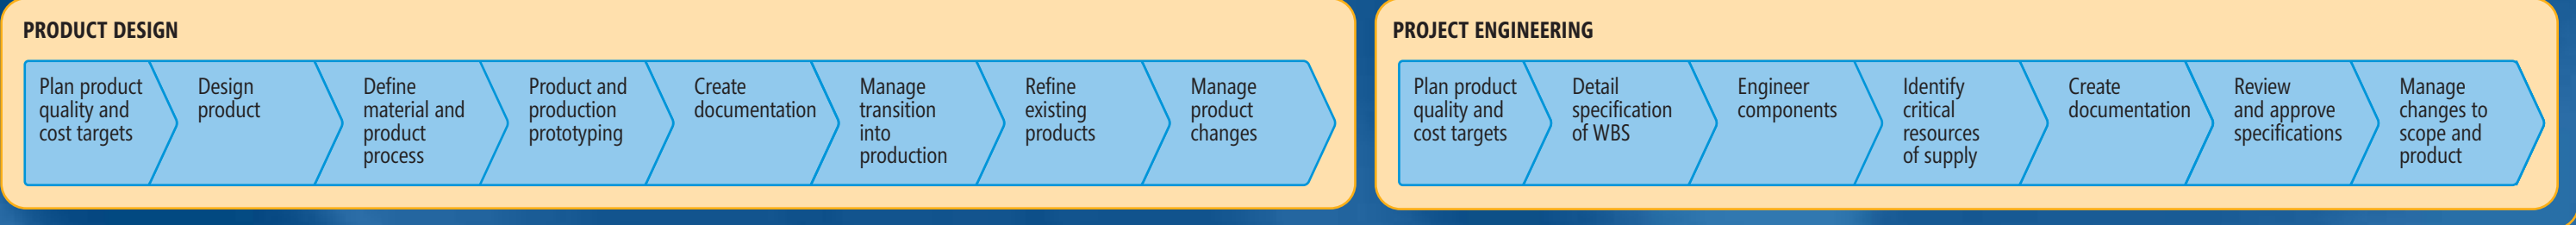 PRODUCT DESIGN
Plan product
quality and
cost targets
Design
product
Define
material and
product
process
Product and
production
prototyping
Create
documentation
Manage
transition
into
production
Refine
existing
products
Manage
product
changes
PROJECT ENGINEERING
Plan product
quality and
cost targets
Detail
specification
of WBS
Engineer
components
Identify
critical
resources
of supply
Create
documentation
Review
and approve
specifications
Manage
changes to
scope and
product